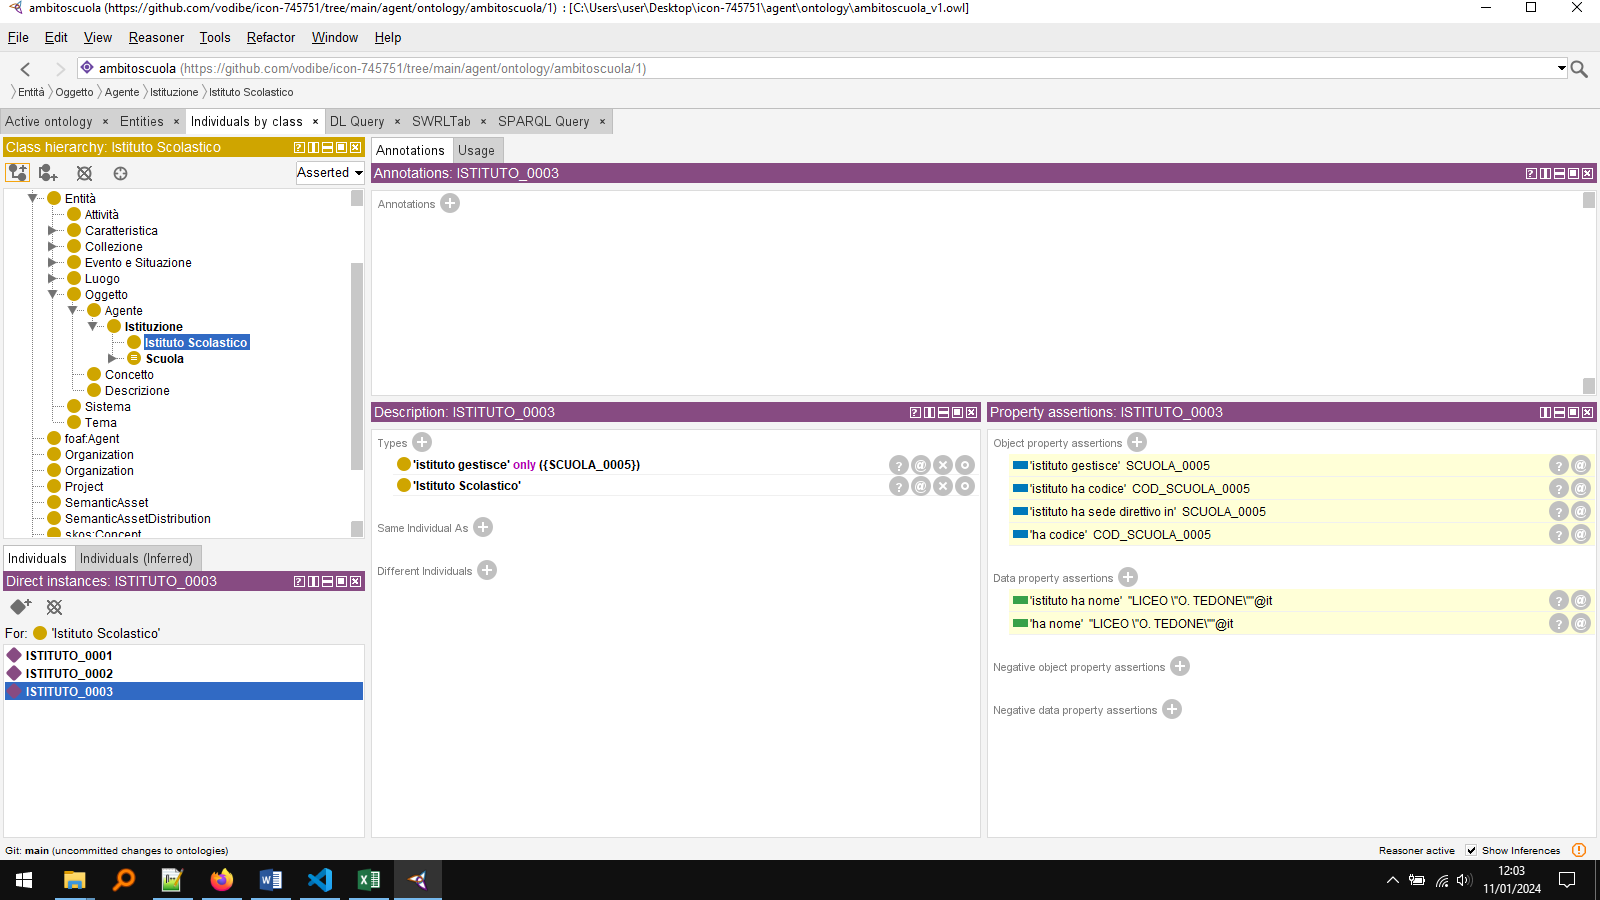 ambitoscuola (https://github.com/vodibe/icon-745751/tree/main/agent/ontology/ambitoscuola/1) : [C:\Users\user\Desktop\icon-745751\agent\ontology\ambitoscuola_v1.owl]
File Edit View Reasoner Tools Refactor Window Help
ambitoscuola (https://github.com/vodibe/icon-745751/tree/main/agent/ontology/ambitoscuola/1)
Entità Oggetto Agente Istituzione Istituto Scolastico
Active ontology × Entities × Individuals by class × DL Query × SWRLTab × SPARQL Query ×
Class hierarchy: Istituto Scolastico
Asserted
Entità
Attività
Caratteristica
Collezione
Evento e Situazione
Luogo
Oggetto
Agente
Istituzione
Istituto Scolastico
Scuola
Concetto
Descrizione
Sistema
Tema
foaf:Agent
Organization
Organization
Project
SemanticAsset
SemanticAssetDistribution
skos:Concept
Individuals Individuals (Inferred)
Direct instances: ISTITUTO_0003
For: 'Istituto Scolastico'
ISTITUTO_0001
ISTITUTO_0002
ISTITUTO_0003
Annotations Usage
Annotations: ISTITUTO_0003
Annotations
Description: ISTITUTO_0003
Types
'istituto gestisce' only ({SCUOLA_0005})
'Istituto Scolastico'
Same Individual As
Different Individuals
Property assertions: ISTITUTO_0003
Object property assertions
'istituto gestisce' SCUOLA_0005
'istituto ha codice' COD_SCUOLA_0005
'istituto ha sede direttivo in' SCUOLA_0005
'ha codice' COD_SCUOLA_0005
Data property assertions
'istituto ha nome' "LICEO \"O. TEDONE\""@it
'ha nome' "LICEO \"O. TEDONE\""@it
Negative object property assertions
Negative data property assertions
Git: main (uncommitted changes to ontologies)
Reasoner active Show Inferences
12:03
11/01/2024